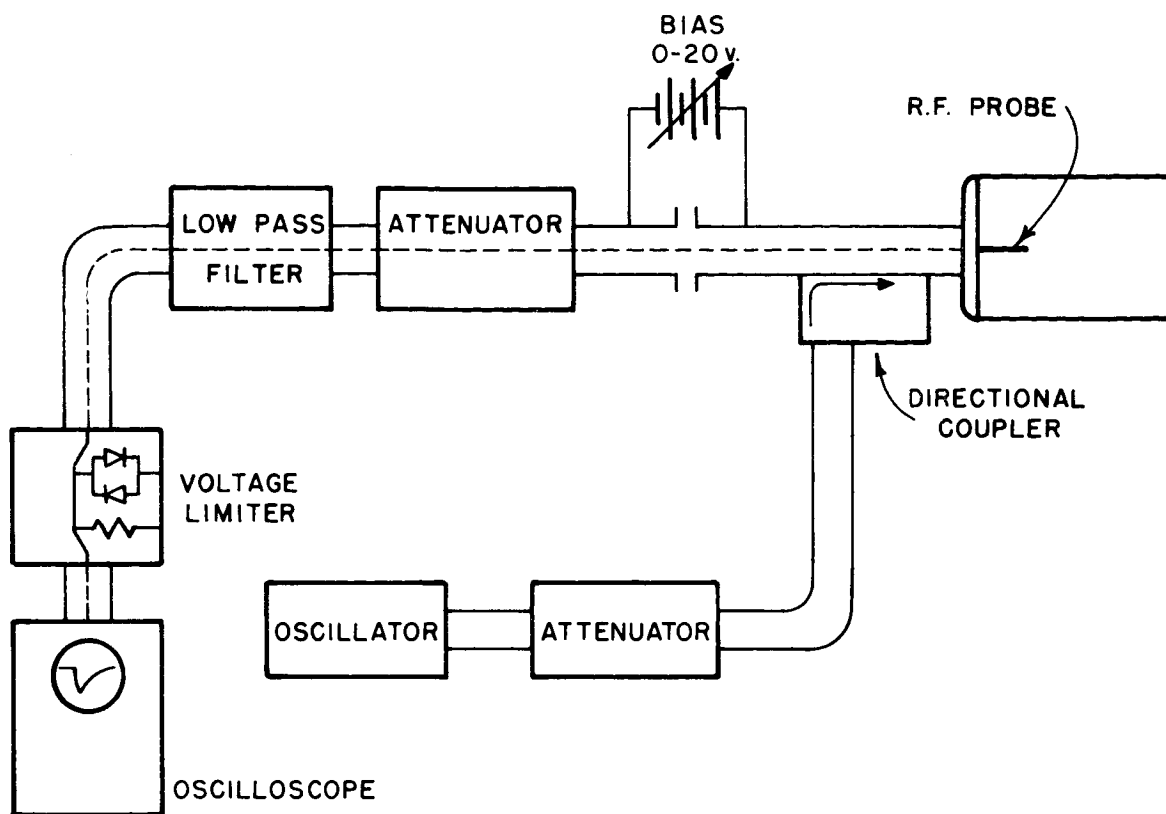 BIAS
0-20 v.
R.F. PROBE
LOW PASS
FILTER
ATTENUATOR
DIRECTIONAL
COUPLER
VOLTAGE
LIMITER
OSCILLATOR
ATTENUATOR
OSCILLOSCOPE